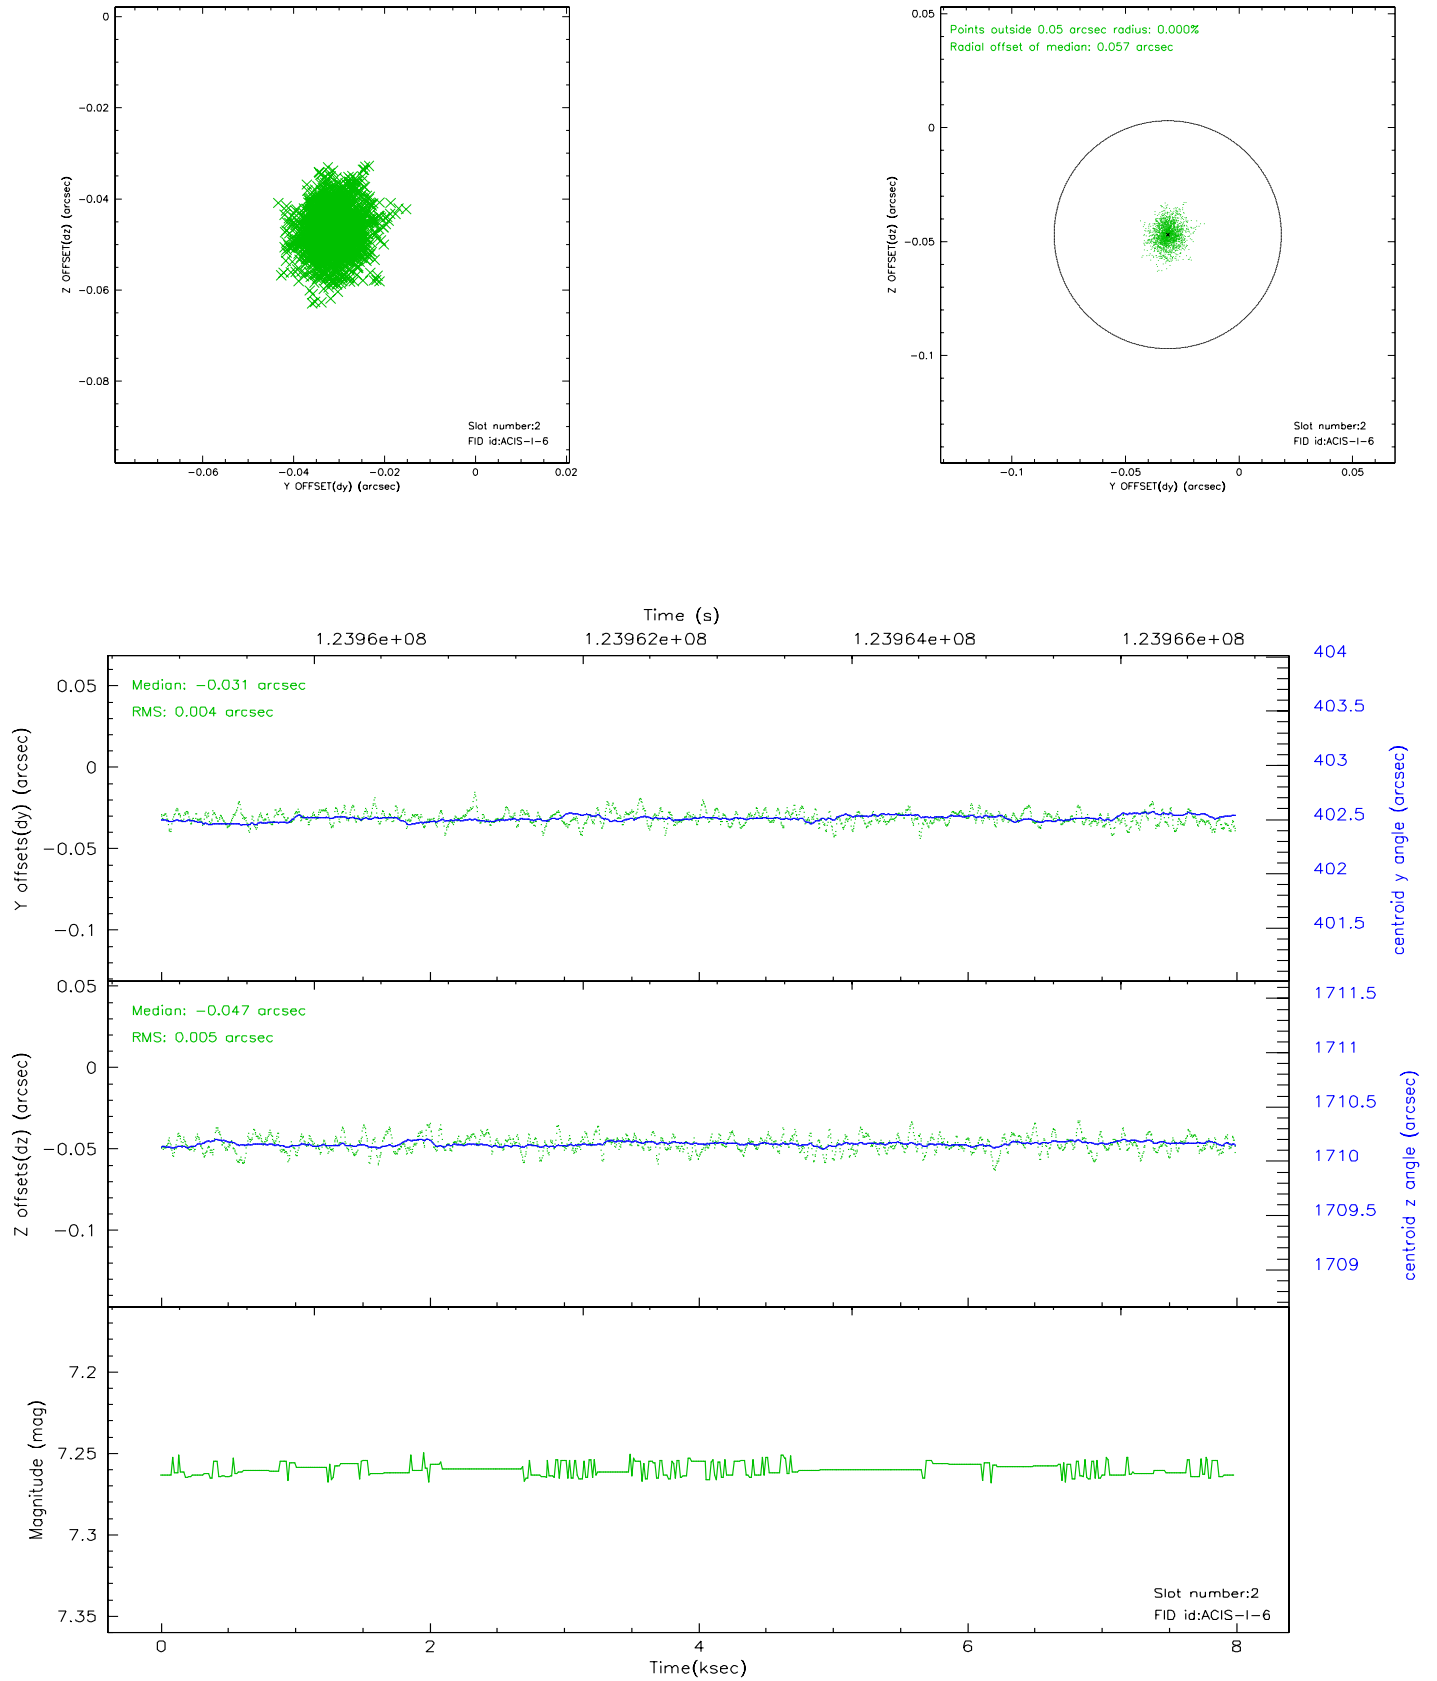 0
-0.02
-0.04
-0.06
-0.08
Z OFFSET(dz) (arcsec)
Slot number:2
FID id:ACIS-I-6
-0.06 -0.04 -0.02 0 0.02
Y OFFSET(dy) (arcsec)
Points outside 0.05 arcsec radius: 0.000%
Radial offset of median: 0.057 arcsec
0.05
0
-0.05
-0.1
Z OFFSET(dz) (arcsec)
Slot number:2
FID id:ACIS-I-6
-0.1 -0.05 0 0.05
Y OFFSET(dy) (arcsec)
Time (s)
1.2396e+08 1.23962e+08 1.23964e+08 1.23966e+08
Median: -0.031 arcsec
RMS: 0.004 arcsec
0.05
0
-0.05
-0.1
Y offsets(dy) (arcsec)
404
403.5
403
402.5
402
401.5
centroid y angle (arcsec)
Median: -0.047 arcsec
RMS: 0.005 arcsec
0.05
0
-0.05
-0.1
Z offsets(dz) (arcsec)
1711.5
1711
1710.5
1710
1709.5
1709
centroid z angle (arcsec)
7.2
7.25
7.3
7.35
Magnitude (mag)
Slot number:2
FID id:ACIS-I-6
0 2 4 6 8
Time(ksec)